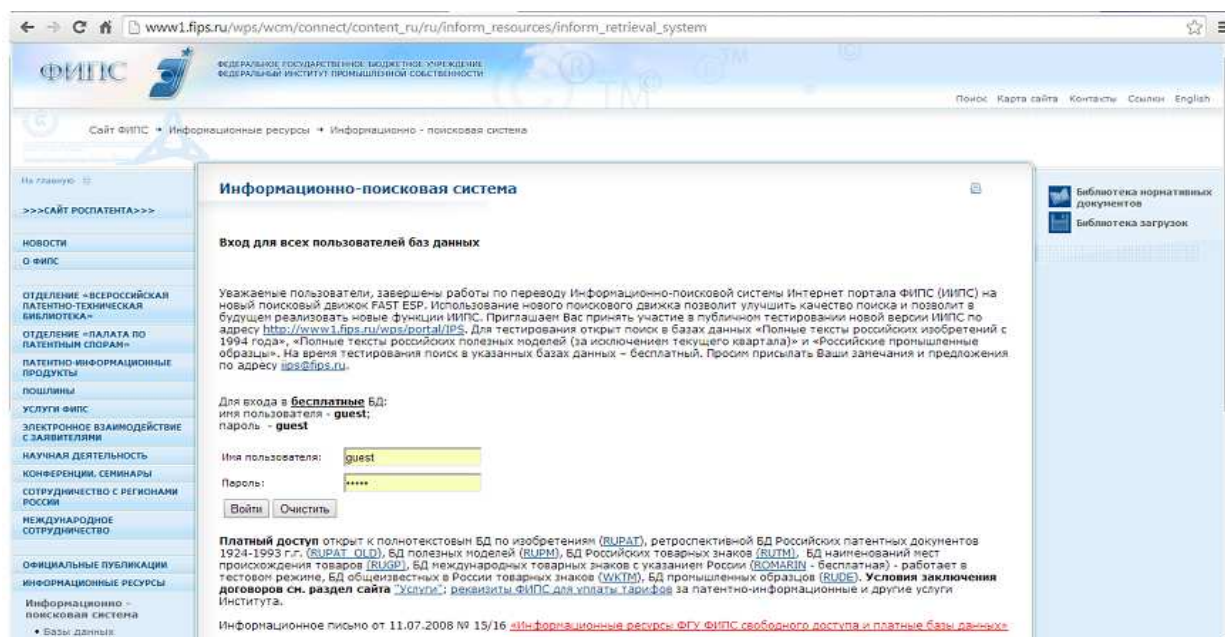 www1.fips.ru/wps/wcm/connect/content_ru/ru/inform_resources/inform_retrieval_system
ФИПС
ФЕДЕРАЛЬНОЕ ГОСУДАРСТВЕННОЕ БЮДЖЕТНОЕ УЧРЕЖДЕНИЕ
ФЕДЕРАЛЬНЫЙ ИНСТИТУТ ПРОМЫШЛЕННОЙ СОБСТВЕННОСТИ
Поиск Карта сайта Контакты Ссылки English
Сайт ФИПС → Информационные ресурсы → Информационно - поисковая система
На главную
>>>САЙТ РОСПАТЕНТА>>>
НОВОСТИ
О ФИПС
ОТДЕЛЕНИЕ «ВСЕРОССИЙСКАЯ
ПАТЕНТНО-ТЕХНИЧЕСКАЯ
БИБЛИОТЕКА»
ОТДЕЛЕНИЕ «ПАЛАТА ПО
ПАТЕНТНЫМ СПОРАМ»
ПАТЕНТНО-ИНФОРМАЦИОННЫЕ
ПРОДУКТЫ
ПОШЛИНЫ
УСЛУГИ ФИПС
ЭЛЕКТРОННОЕ ВЗАИМОДЕЙСТВИЕ
С ЗАЯВИТЕЛЯМИ
НАУЧНАЯ ДЕЯТЕЛЬНОСТЬ
КОНФЕРЕНЦИИ, СЕМИНАРЫ
СОТРУДНИЧЕСТВО С РЕГИОНАМИ
РОССИИ
МЕЖДУНАРОДНОЕ
СОТРУДНИЧЕСТВО
ОФИЦИАЛЬНЫЕ ПУБЛИКАЦИИ
ИНФОРМАЦИОННЫЕ РЕСУРСЫ
Информационно -
поисковая система
• Базы данных
Информационно-поисковая система
Вход для всех пользователей баз данных
Уважаемые пользователи, завершены работы по переводу Информационно-поисковой системы Интернет портала ФИПС (ИИПС) на
новый поисковый движок FAST ESP. Использование нового поискового движка позволит улучшить качество поиска и позволит в
будущем реализовать новые функции ИИПС. Приглашаем Вас принять участие в публичном тестировании новой версии ИИПС по
адресу http://www1.fips.ru/wps/portal/IPS. Для тестирования открыт поиск в базах данных «Полные тексты российских изобретений с
1994 года», «Полные тексты российских полезных моделей (за исключением текущего квартала)» и «Российские промышленные
образцы». На время тестирования поиск в указанных базах данных – бесплатный. Просим присылать Ваши замечания и предложения
по адресу iips@fips.ru.
Для входа в бесплатные БД:
имя пользователя - guest;
пароль - guest
Имя пользователя: guest
Пароль: •••••
Войти Очистить
Платный доступ открыт к полнотекстовым БД по изобретениям (RUPAT), ретроспективной БД Российских патентных документов
1924-1993 г.г. (RUPAT_OLD), БД полезных моделей (RUPM), БД Российских товарных знаков (RUTM), БД наименований мест
происхождения товаров (RUGP), БД международных товарных знаков с указанием России (ROMARIN - бесплатная) - работает в
тестовом режиме, БД общеизвестных в России товарных знаков (WKTM), БД промышленных образцов (RUDE). Условия заключения
договоров см. раздел сайта "Услуги"; реквизиты ФИПС для уплаты тарифов за патентно-информационные и другие услуги
Института.
Информационное письмо от 11.07.2008 № 15/16 «Информационные ресурсы ФГУ ФИПС свободного доступа и платные базы данных»
Библиотека нормативных
документов
Библиотека загрузок